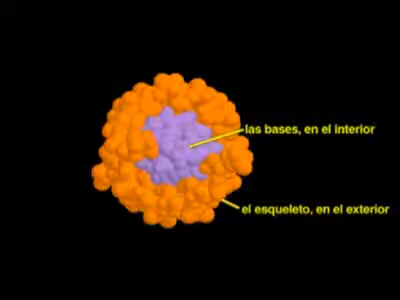 las bases, en el interior
el esqueleto, en el exterior